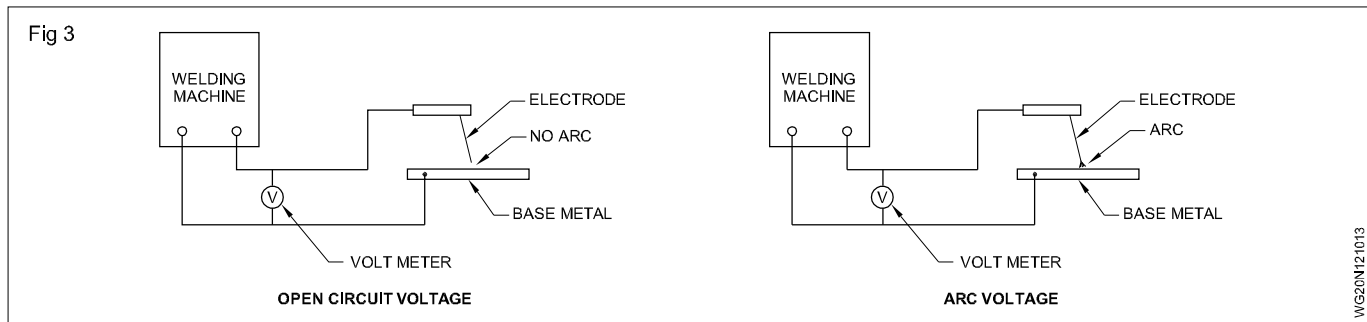 Fig 3
WELDING
MACHINE
ELECTRODE
NO ARC
V
BASE METAL
VOLT METER
OPEN CIRCUIT VOLTAGE
WELDING
MACHINE
ELECTRODE
ARC
V
BASE METAL
VOLT METER
ARC VOLTAGE
WG20N121013